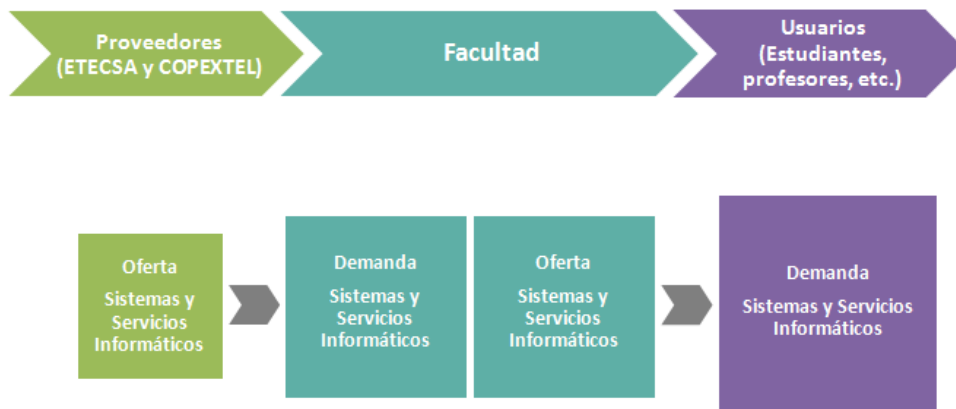 Proveedores
(ETECSA y COPEXTEL)
Facultad
Usuarios
(Estudiantes,
profesores, etc.)
Oferta
Sistemas y
Servicios
Informáticos
Demanda
Sistemas y
Servicios
Informáticos
Oferta
Sistemas y
Servicios
Informáticos
Demanda
Sistemas y Servicios
Informáticos